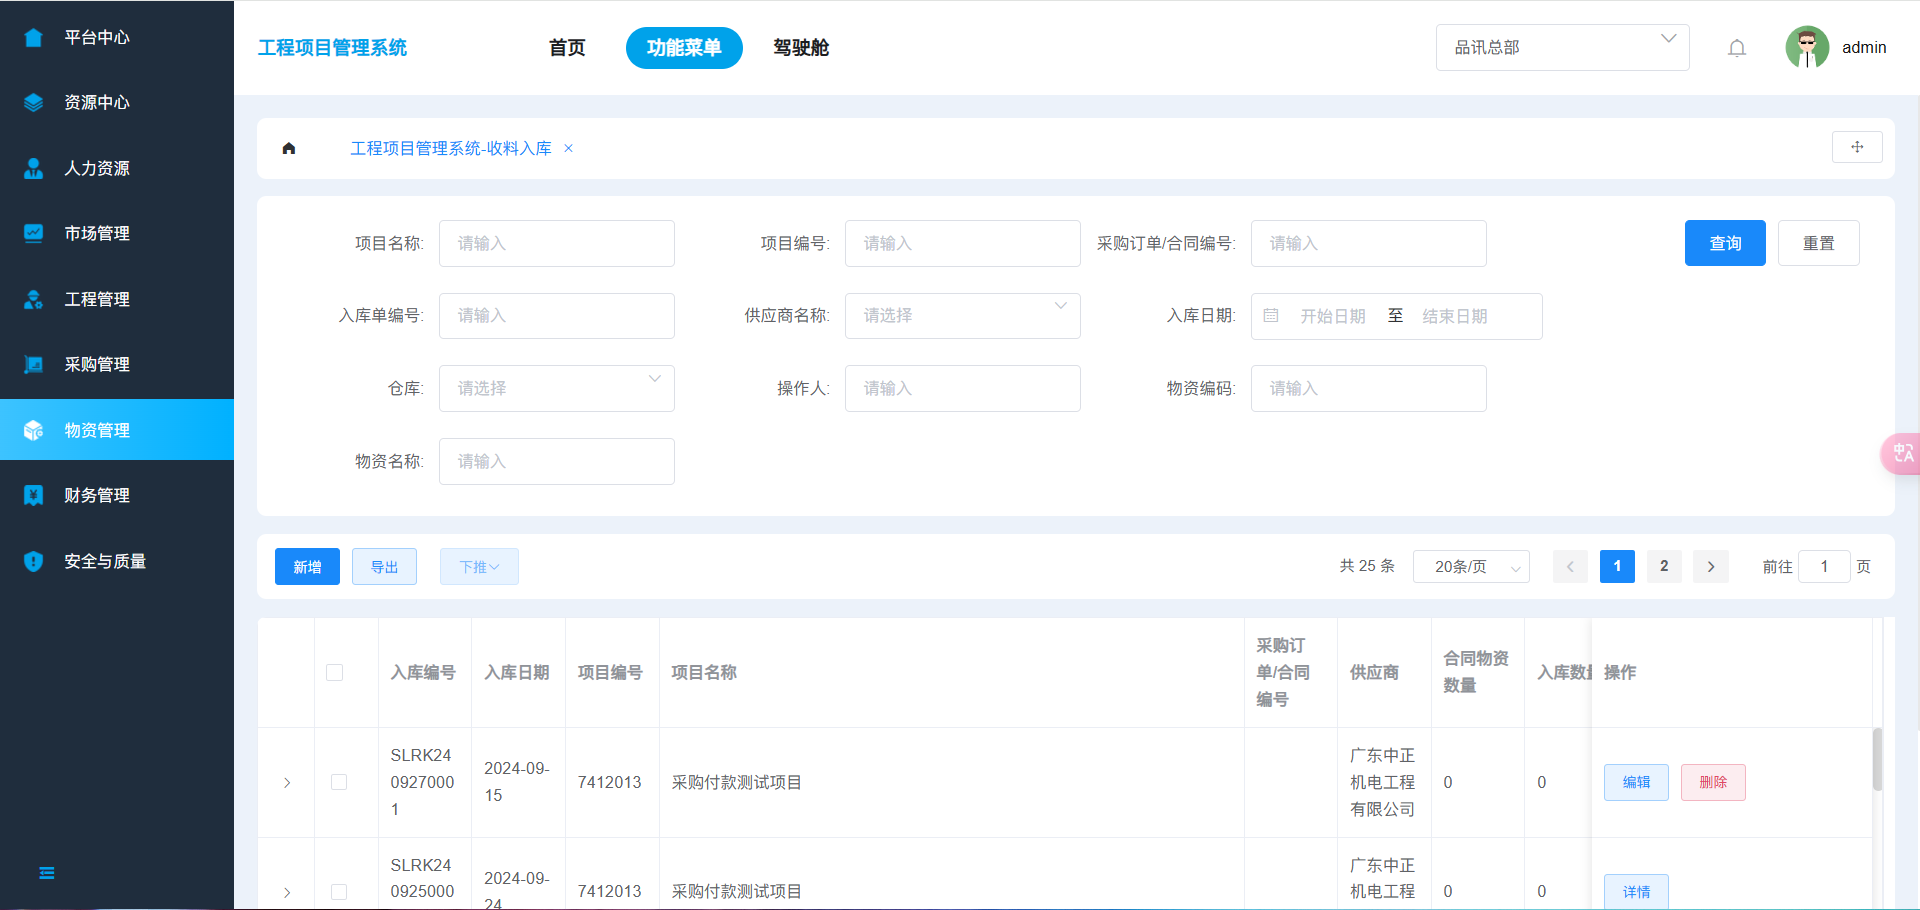 平台中心
资源中心
人力资源
市场管理
工程管理
采购管理
物资管理
财务管理
安全与质量
工程项目管理系统
首页
功能菜单
驾驶舱
品讯总部
admin
工程项目管理系统-收料入库 ×
项目名称: 请输入
项目编号: 请输入
采购订单/合同编号: 请输入
查询
重置
入库单编号: 请输入
供应商名称: 请选择
入库日期: 开始日期 至 结束日期
仓库: 请选择
操作人: 请输入
物资编码: 请输入
物资名称: 请输入
中A
新增
导出
下推
共 25 条
20条/页
1
2
前往 1 页
入库编号
入库日期
项目编号
项目名称
采购订
单/合同
编号
供应商
合同物资
数量
入库数量
操作
SLRK24
0927000
1
2024-09-
15
7412013
采购付款测试项目
广东中正
机电工程
有限公司
0
0
编辑
删除
SLRK24
0925000
2024-09-
24
7412013
采购付款测试项目
广东中正
机电工程
0
0
详情